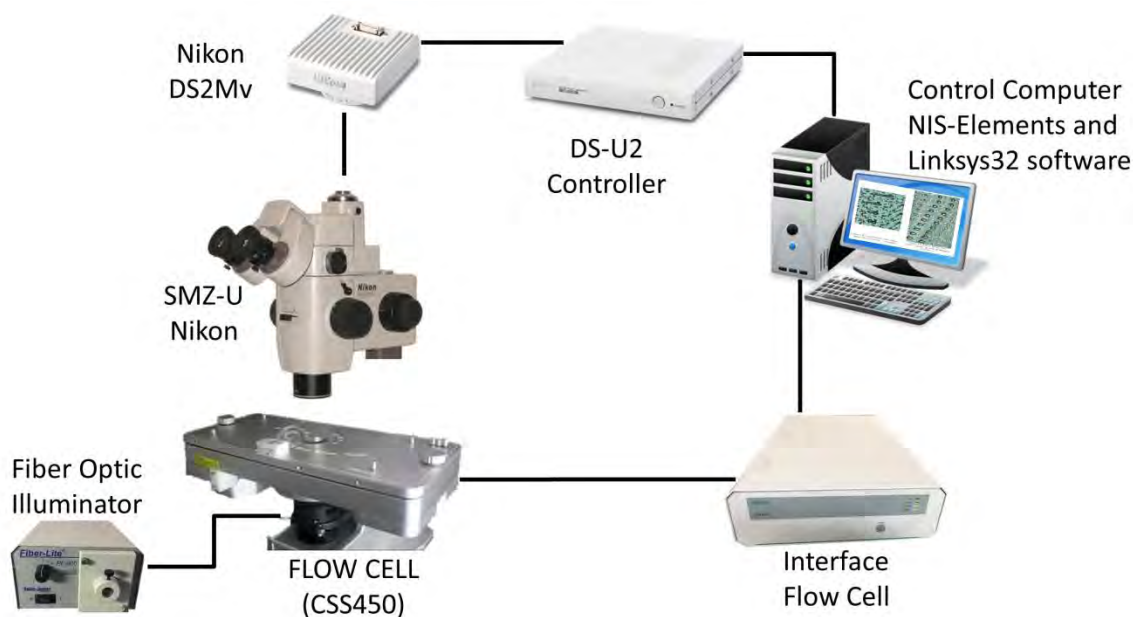 Nikon
DS2Mv
DS-U2
Controller
Control Computer
NIS-Elements and
Linksys32 software
SMZ-U
Nikon
Nikon
Fiber Optic
Illuminator
Fiber-Lite
FLOW CELL
(CSS450)
Interface
Flow Cell